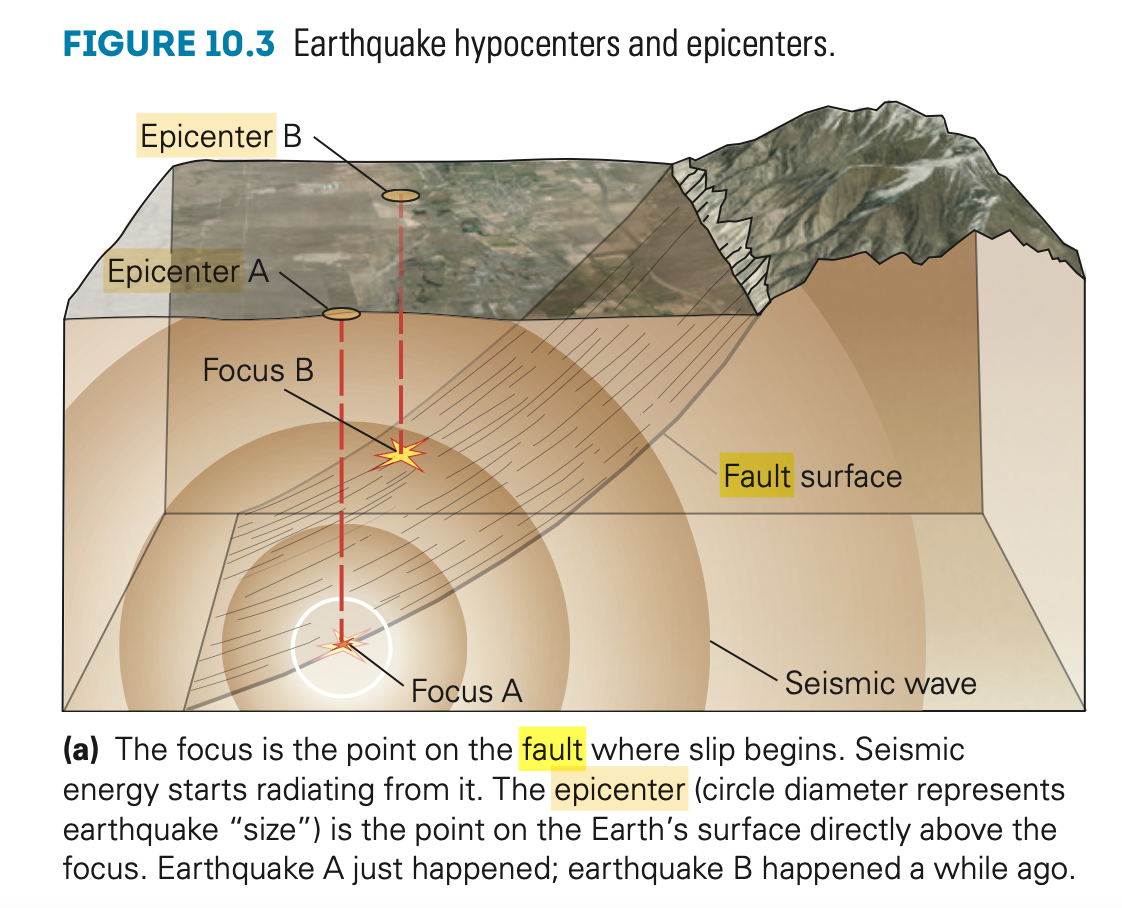 FIGURE 10.3 Earthquake hypocenters and epicenters.
Epicenter B
Epicenter A
Focus B
Fault surface
Seismic wave
Focus A
(a) The focus is the point on the fault where slip begins. Seismic
energy starts radiating from it. The epicenter (circle diameter represents
earthquake “size”) is the point on the Earth’s surface directly above the
focus. Earthquake A just happened; earthquake B happened a while ago.